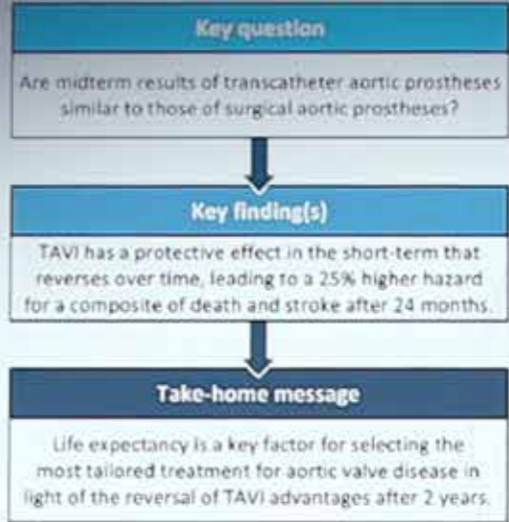 Key question
Are midterm results of transcatheter aortic prostheses
similar to those of surgical aortic prostheses?
Key finding(s)
TAVI has a protective effect in the short-term that
reverses over time, leading to a 25% higher hazard
for a composite of death and stroke after 24 months.
Take-home message
Life expectancy is a key factor for selecting the
most tailored treatment for aortic valve disease in
light of the reversal of TAVI advantages after 2 years.